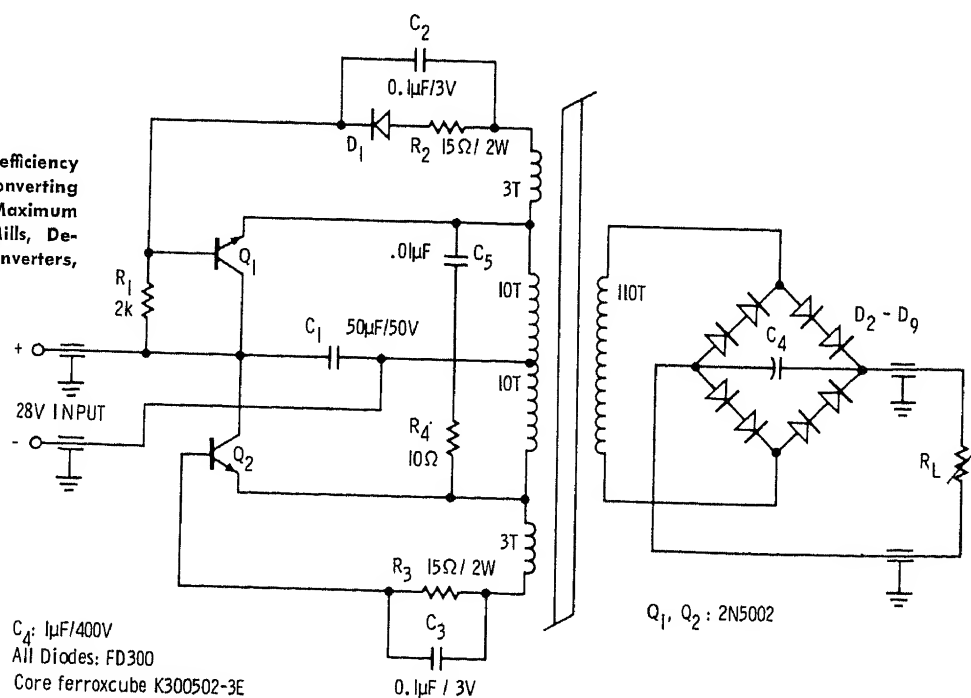 efficiency
onverting
Maximum
Mills, De-
nverters,
C2
0.1µF/3V
D1
R2
15Ω/ 2W
3T
Q1
.01µF
C5
R1
2k
10T
110T
C1
50µF/50V
D2 - D9
C4
+
28V INPUT
-
10T
R4
10Ω
RL
Q2
3T
R3
15Ω/ 2W
C3
0.1µF / 3V
Q1, Q2 : 2N5002
C4: 1µF/400V
All Diodes: FD300
Core ferroxcube K300502-3E